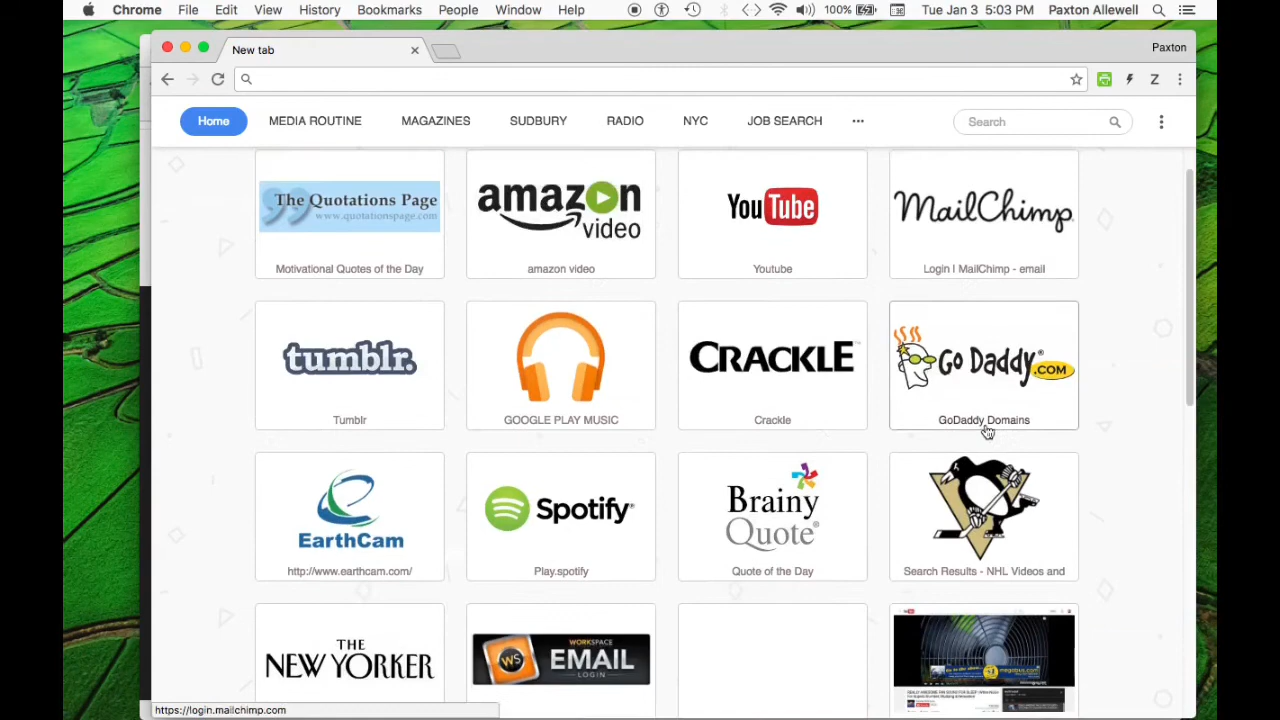 Chrome File Edit View History Bookmarks People Window Help 100% Tue Jan 3 5:03 PM Paxton Allewell
New tab Paxton
Z
Home MEDIA ROUTINE MAGAZINES SUDBURY RADIO NYC JOB SEARCH ••• Search
The Quotations Page
www.quotationspage.com
Motivational Quotes of the Day
amazon
video
amazon video
YouTube
Youtube
MailChimp
Login | MailChimp - email
tumblr.
Tumblr
GOOGLE PLAY MUSIC
CRACKLE
Crackle
Go Daddy® .COM
GoDaddy Domains
EarthCam
http://www.earthcam.com/
Spotify®
Play.spotify
Brainy
Quote®
Quote of the Day
Search Results - NHL Videos and
THE
NEW YORKER
WS WORKSPACE
EMAIL
LOGIN
https://login.mailchimp.com